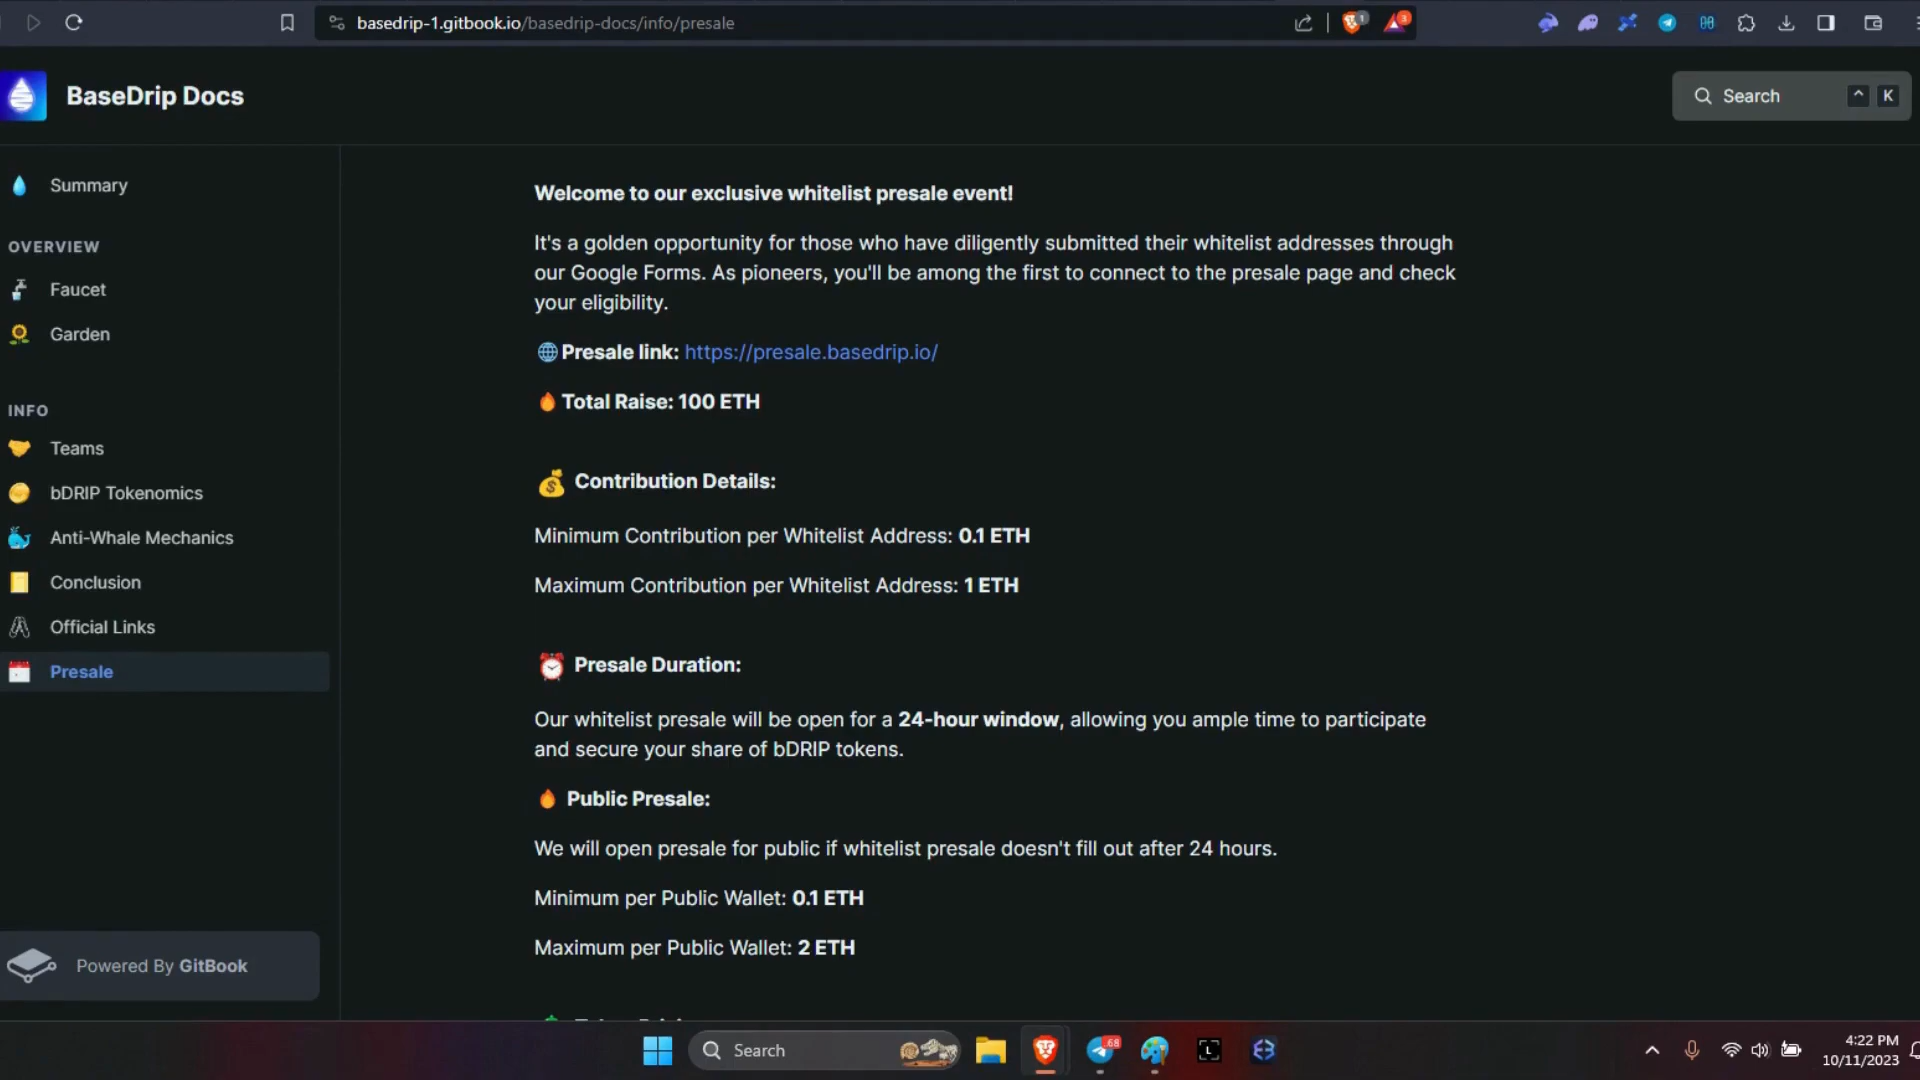 basedrip-1.gitbook.io/basedrip-docs/info/presale
1
3
BaseDrip Docs
Search
^ K
Summary
OVERVIEW
Faucet
Garden
INFO
Teams
bDRIP Tokenomics
Anti-Whale Mechanics
Conclusion
Official Links
Presale
Powered By GitBook
Welcome to our exclusive whitelist presale event!
It's a golden opportunity for those who have diligently submitted their whitelist addresses through
our Google Forms. As pioneers, you'll be among the first to connect to the presale page and check
your eligibility.
Presale link: https://presale.basedrip.io/
Total Raise: 100 ETH
Contribution Details:
Minimum Contribution per Whitelist Address: 0.1 ETH
Maximum Contribution per Whitelist Address: 1 ETH
Presale Duration:
Our whitelist presale will be open for a 24-hour window, allowing you ample time to participate
and secure your share of bDRIP tokens.
Public Presale:
We will open presale for public if whitelist presale doesn't fill out after 24 hours.
Minimum per Public Wallet: 0.1 ETH
Maximum per Public Wallet: 2 ETH
Search
68
L
4:22 PM
10/11/2023